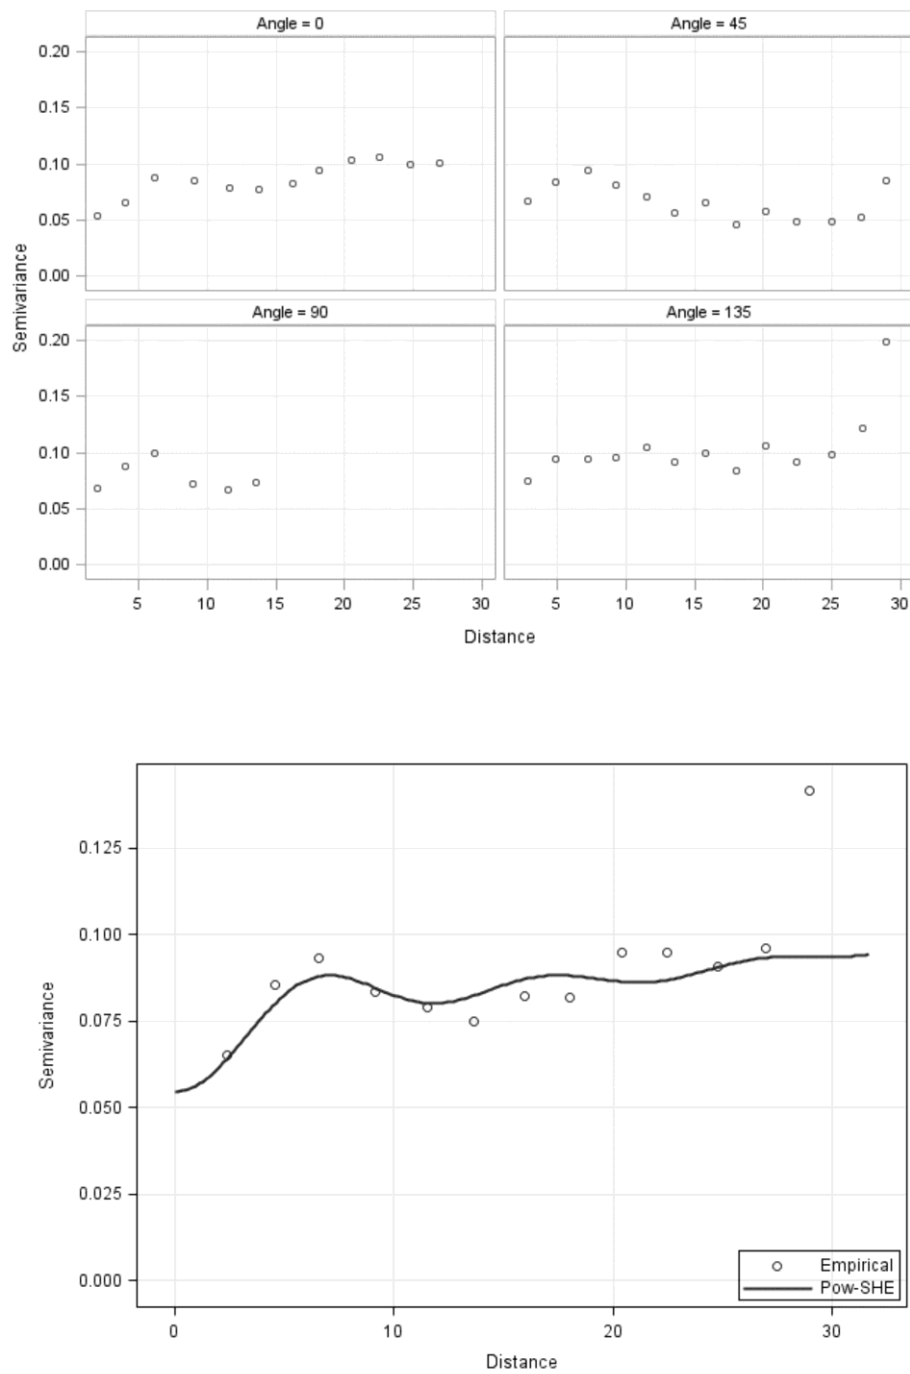 Angle = 0
Angle = 45
0.20
0.15
0.10
0.05
0.00
Angle = 90
Angle = 135
Semivariance
0.20
0.15
0.10
0.05
0.00
5 10 15 20 25 30
5 10 15 20 25 30
Distance
0.125
0.100
0.075
0.050
0.025
0.000
Semivariance
Empirical
Pow-SHE
0 10 20 30
Distance